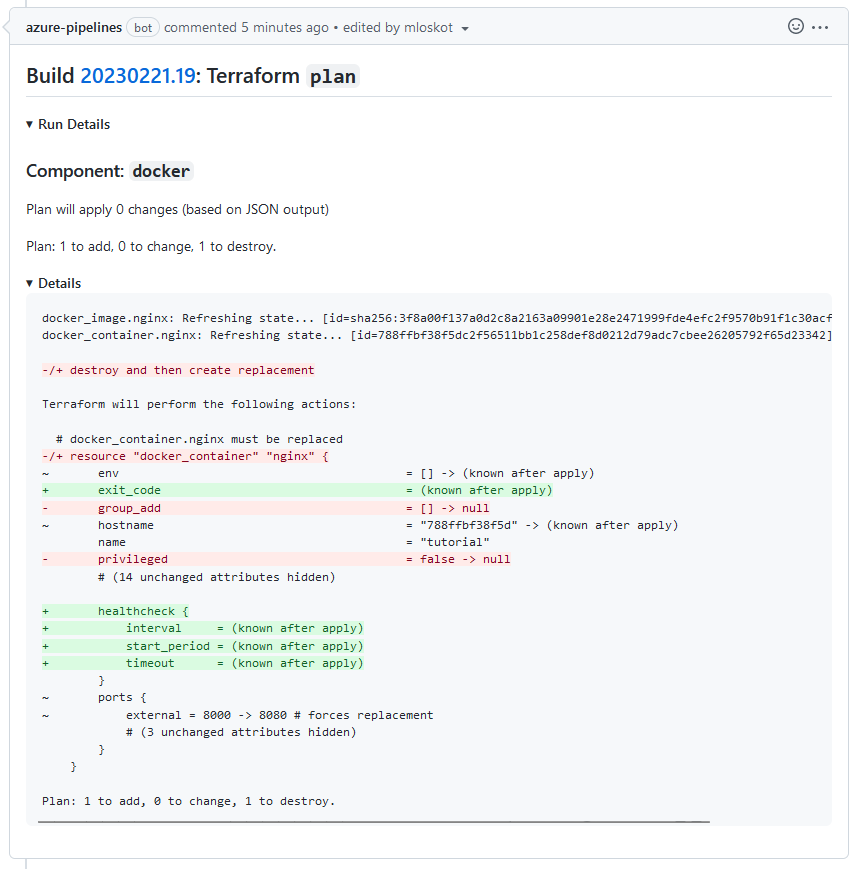 azure-pipelines bot commented 5 minutes ago • edited by mloskot
Build 20230221.19: Terraform plan
▾ Run Details
Component: docker
Plan will apply 0 changes (based on JSON output)
Plan: 1 to add, 0 to change, 1 to destroy.
▾ Details
docker_image.nginx: Refreshing state... [id=sha256:3f8a00f137a0d2c8a2163a09901e28e2471999fde4efc2f9570b91f1c30acf
docker_container.nginx: Refreshing state... [id=788ffbf38f5dc2f56511bb1c258def8d0212d79adc7cbee26205792f65d23342]
-/+ destroy and then create replacement
Terraform will perform the following actions:
# docker_container.nginx must be replaced
-/+ resource "docker_container" "nginx" {
~ env = [] -> (known after apply)
+ exit_code = (known after apply)
- group_add = [] -> null
~ hostname = "788ffbf38f5d" -> (known after apply)
name = "tutorial"
- privileged = false -> null
# (14 unchanged attributes hidden)
+ healthcheck {
+ interval = (known after apply)
+ start_period = (known after apply)
+ timeout = (known after apply)
}
~ ports {
~ external = 8000 -> 8080 # forces replacement
# (3 unchanged attributes hidden)
}
}
Plan: 1 to add, 0 to change, 1 to destroy.